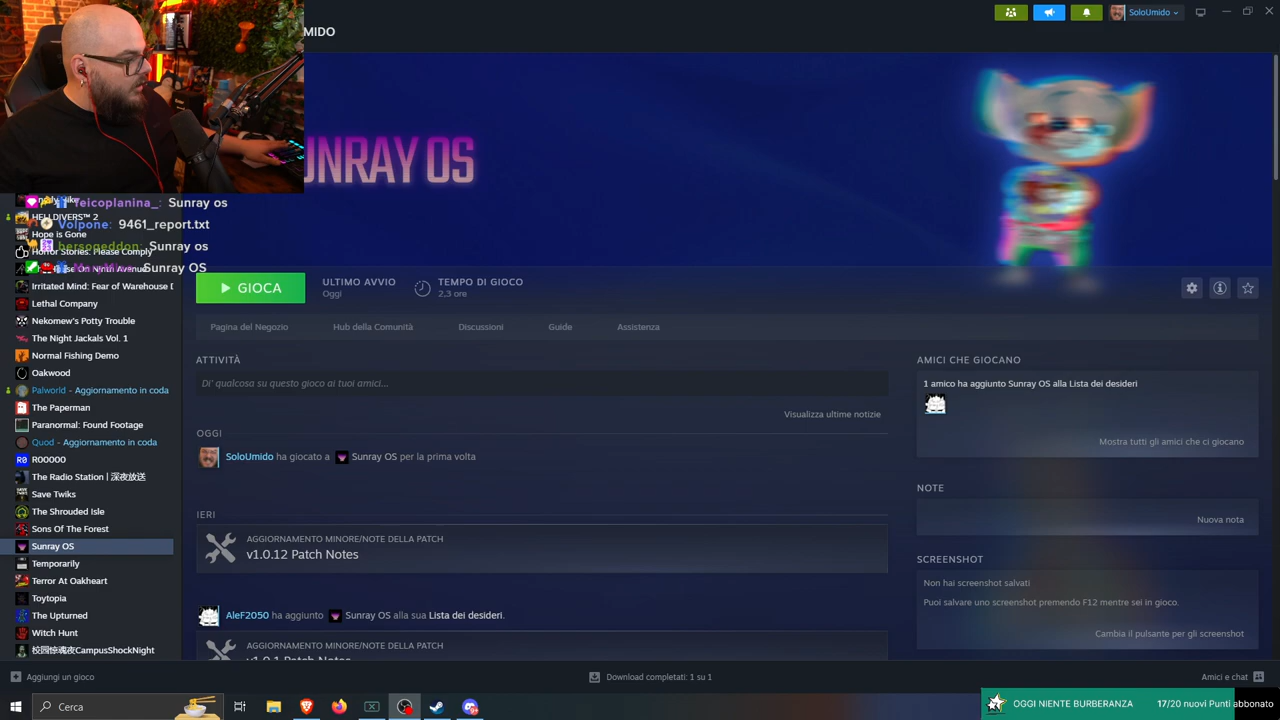 SoloUmido
MIDO
UNRAY OS
Teicoplanina_: Sunray os
HELLDIVERS™ 2
Volpone: 9461_report.txt
Hope is Gone
hersogeddon: Sunray os
Horror Stories: Please Comply
Sunray OS
Irritated Mind: Fear of Warehouse D
Lethal Company
Nekomew's Potty Trouble
The Night Jackals Vol. 1
Normal Fishing Demo
Oakwood
Palworld - Aggiornamento in coda
The Paperman
Paranormal: Found Footage
Quod - Aggiornamento in coda
R00000
The Radio Station | 深夜放送
Save Twiks
The Shrouded Isle
Sons Of The Forest
Sunray OS
Temporarily
Terror At Oakheart
Toytopia
The Upturned
Witch Hunt
校园惊魂夜CampusShockNight
GIOCA
ULTIMO AVVIO
Oggi
TEMPO DI GIOCO
2,3 ore
Pagina del Negozio
Hub della Comunità
Discussioni
Guide
Assistenza
ATTIVITÀ
Di' qualcosa su questo gioco ai tuoi amici...
Visualizza ultime notizie
OGGI
SoloUmido ha giocato a Sunray OS per la prima volta
IERI
AGGIORNAMENTO MINORE/NOTE DELLA PATCH
v1.0.12 Patch Notes
AleF2050 ha aggiunto Sunray OS alla sua Lista dei desideri.
AGGIORNAMENTO MINORE/NOTE DELLA PATCH
v1.0.1 Patch Notes
AMICI CHE GIOCANO
1 amico ha aggiunto Sunray OS alla Lista dei desideri
Mostra tutti gli amici che ci giocano
NOTE
Nuova nota
SCREENSHOT
Non hai screenshot salvati
Puoi salvare uno screenshot premendo F12 mentre sei in gioco.
Cambia il pulsante per gli screenshot
Aggiungi un gioco
Download completati: 1 su 1
Amici e chat
Cerca
OGGI NIENTE BURBERANZA
17/20 nuovi Punti abbonato